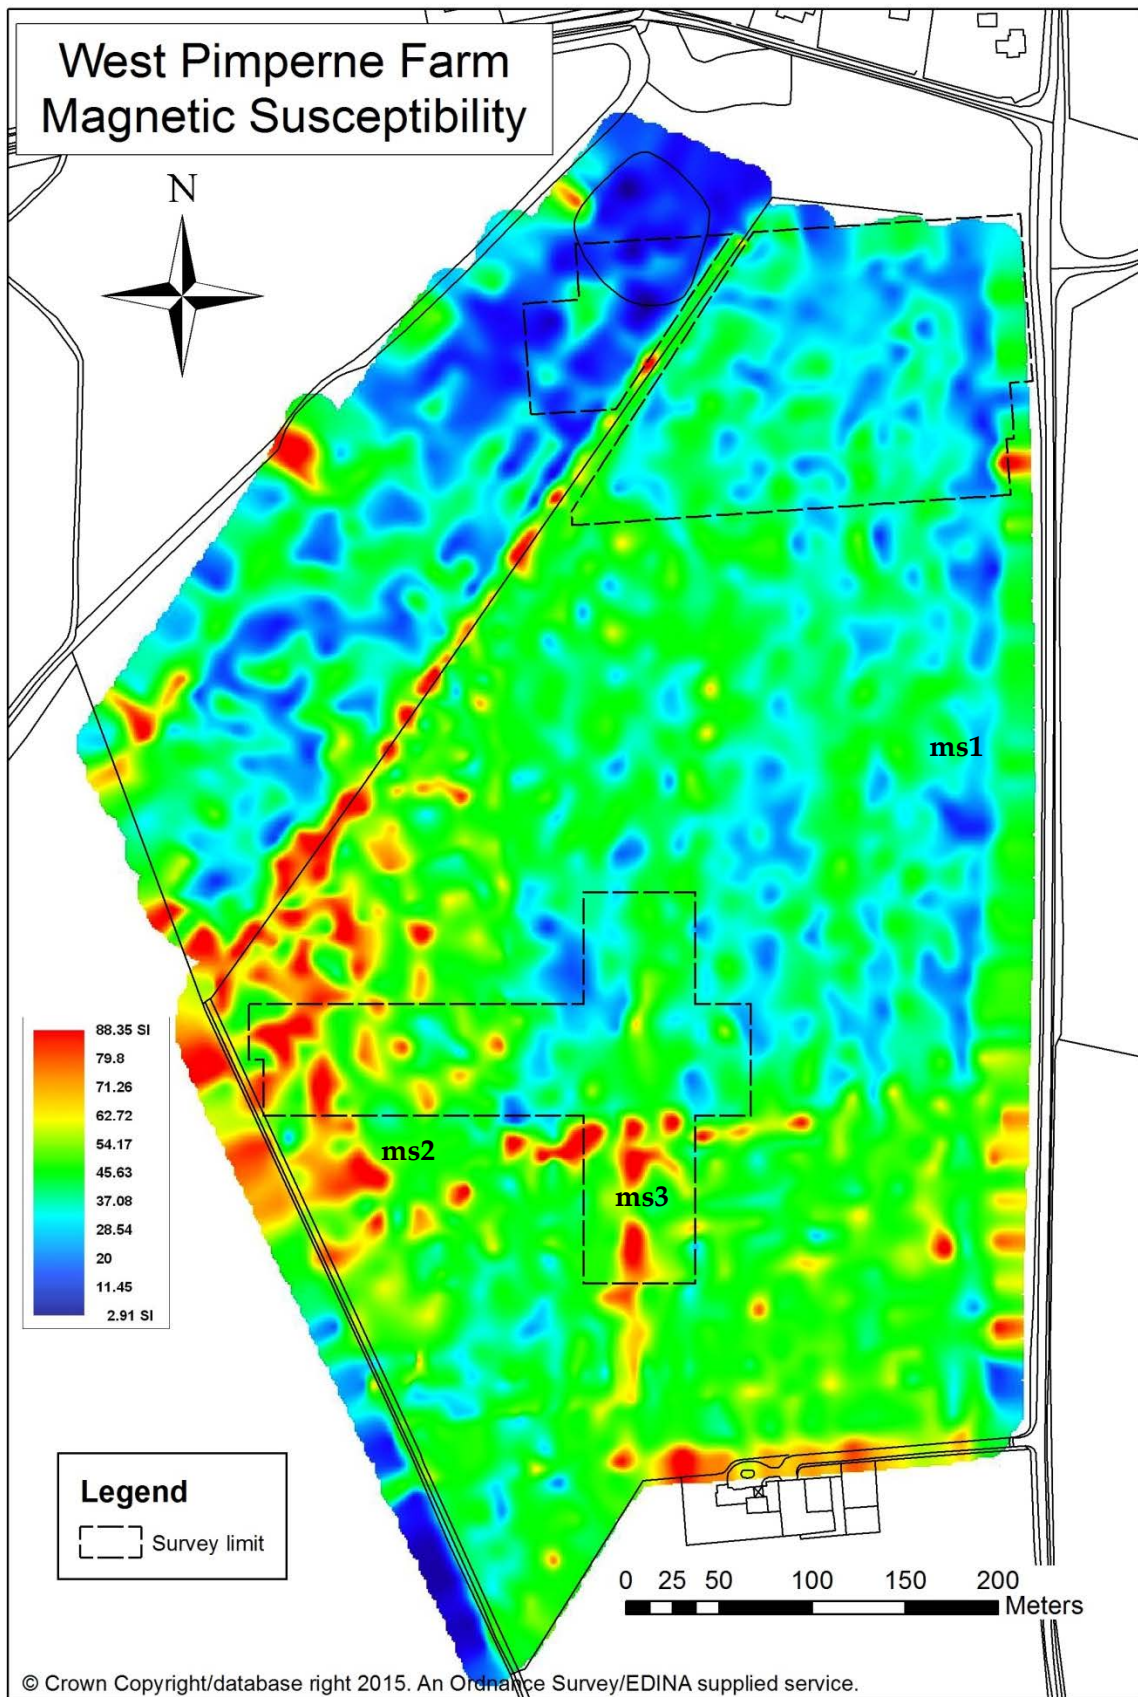 West Pimperne Farm
Magnetic Susceptibility
N
ms1
88.35 SI
79.8
71.26
62.72
54.17
45.63
37.08
28.54
20
11.45
2.91 SI
ms2
ms3
Legend
Survey limit
0 25 50 100 150 200
Meters
© Crown Copyright/database right 2015. An Ordnance Survey/EDINA supplied service.